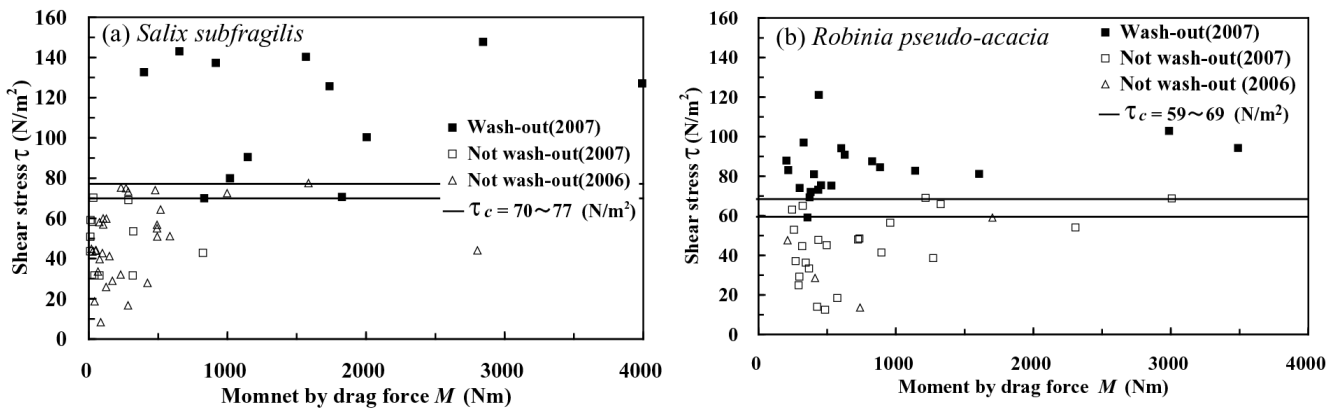 (a) Salix subfragilis
160
140
120
100
80
60
40
20
0
Shear stress τ (N/m²)
Wash-out(2007)
Not wash-out(2007)
Not wash-out(2006)
τc = 70～77 (N/m²)
0 1000 2000 3000 4000
Momnet by drag force M (Nm)
(b) Robinia pseudo-acacia
160
140
120
100
80
60
40
20
0
Shear stress τ (N/m²)
Wash-out(2007)
Not wash-out(2007)
Not wash-out (2006)
τc = 59～69 (N/m²)
0 1000 2000 3000 4000
Moment by drag force M (Nm)